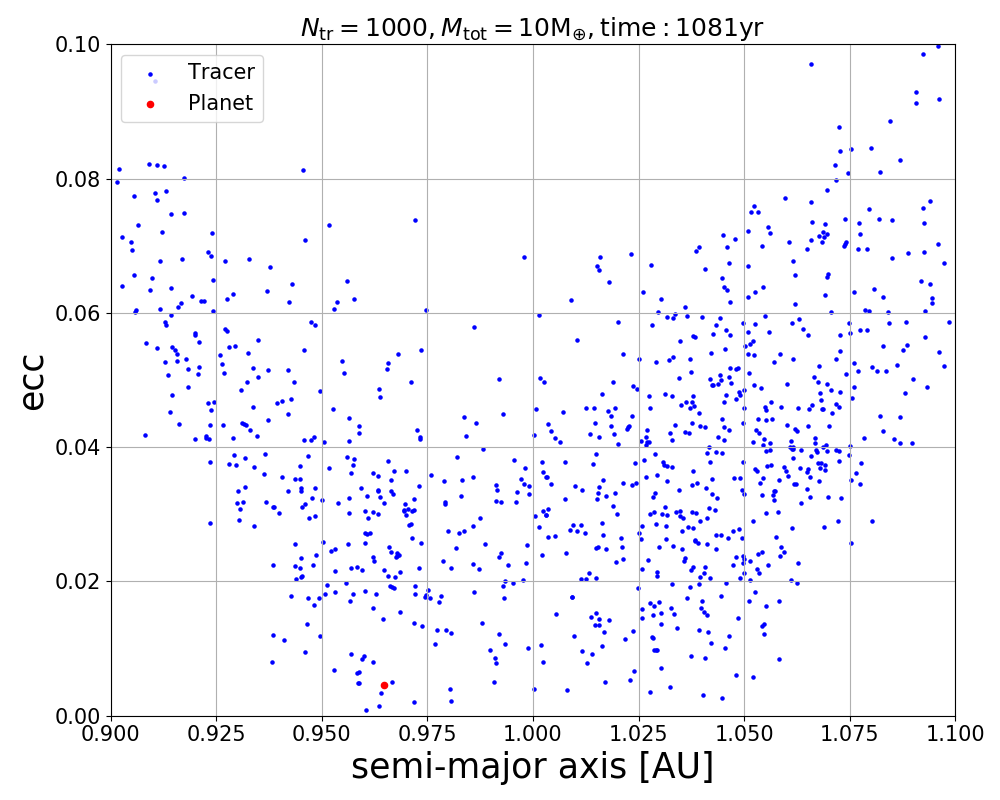 N_tr = 1000, M_tot = 10M_⊕, time : 1081yr
Tracer
Planet
ecc
0.10
0.08
0.06
0.04
0.02
0.00
0.900 0.925 0.950 0.975 1.000 1.025 1.050 1.075 1.100
semi-major axis [AU]